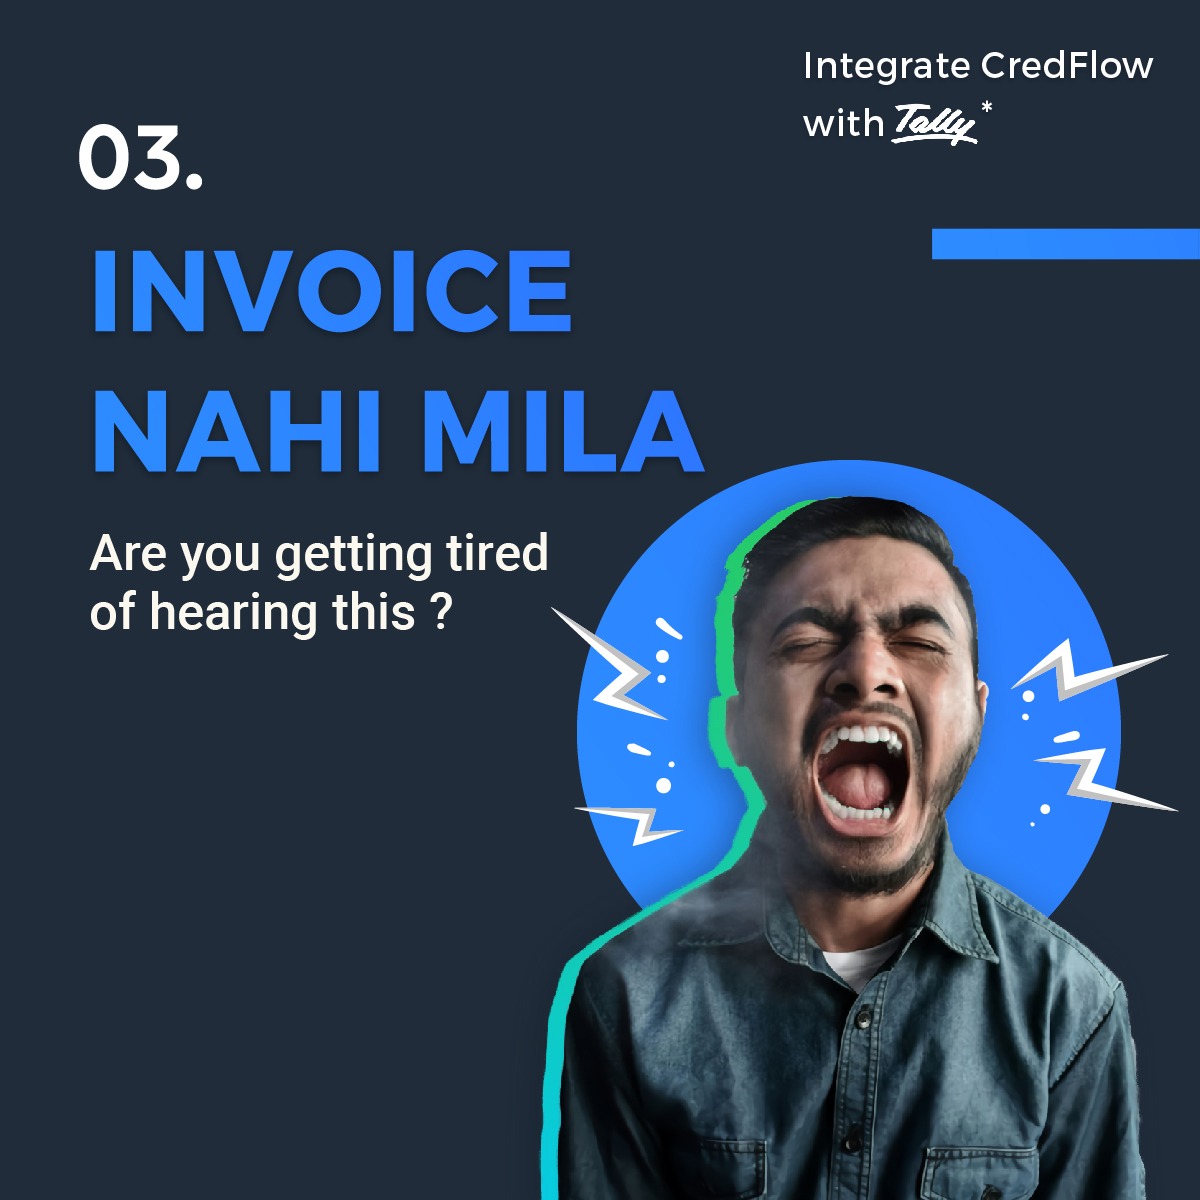 Integrate CredFlow
with Tally*
03.
INVOICE
NAHI MILA
Are you getting tired
of hearing this ?